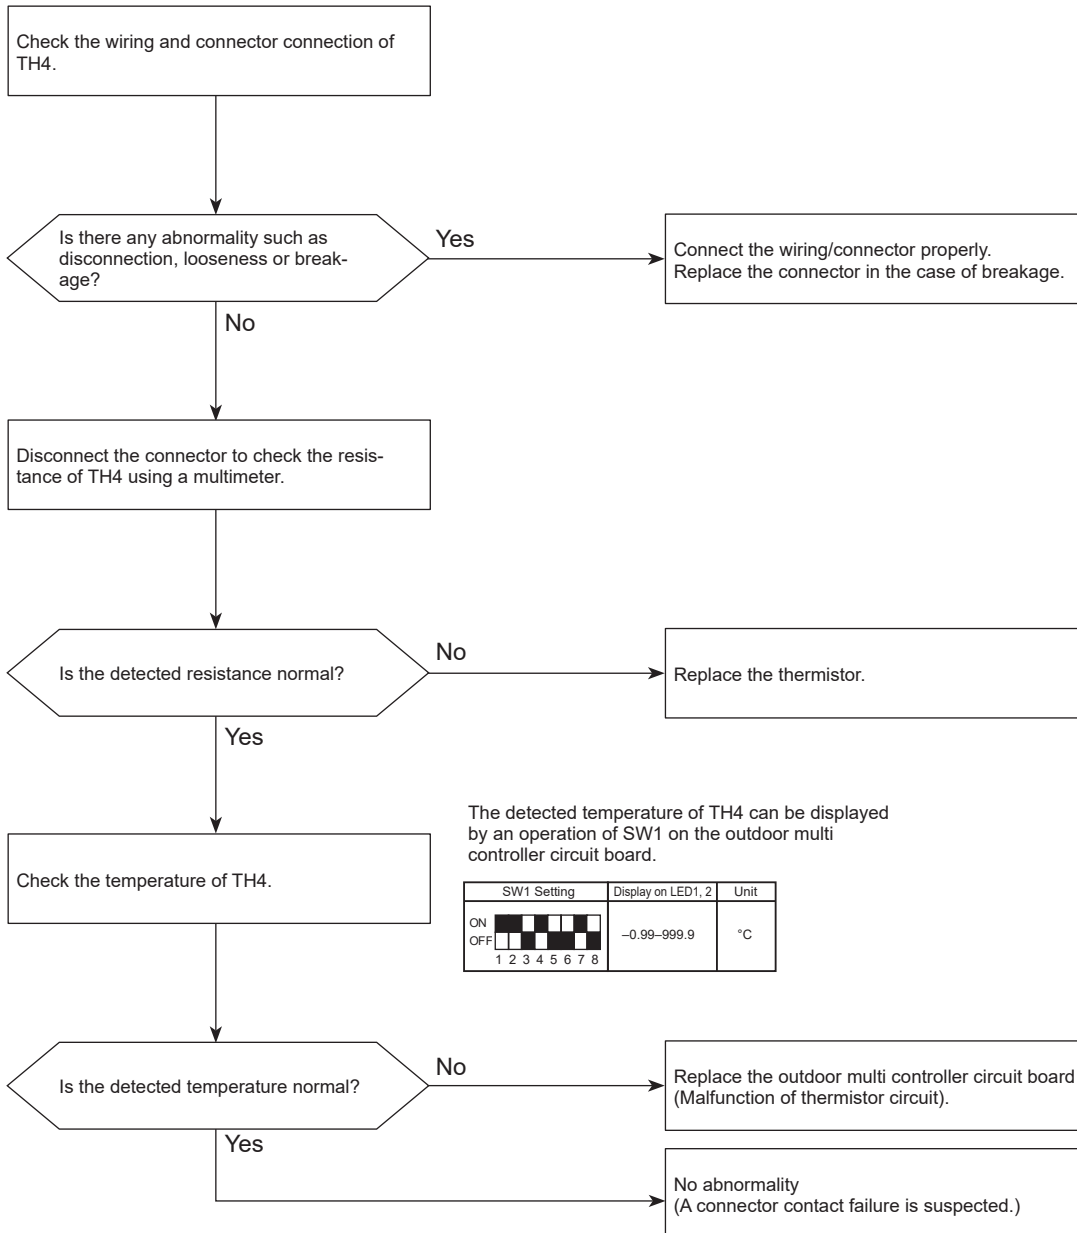 Check the wiring and connector connection of
TH4.
Is there any abnormality such as
disconnection, looseness or break-
age?
Yes
Connect the wiring/connector properly.
Replace the connector in the case of breakage.
No
Disconnect the connector to check the resis-
tance of TH4 using a multimeter.
Is the detected resistance normal?
No
Replace the thermistor.
Yes
The detected temperature of TH4 can be displayed
by an operation of SW1 on the outdoor multi
controller circuit board.
Check the temperature of TH4.
SW1 Setting Display on LED1, 2 Unit
ON
OFF
–0.99–999.9 °C
1 2 3 4 5 6 7 8
Is the detected temperature normal?
No
Replace the outdoor multi controller circuit board
(Malfunction of thermistor circuit).
Yes
No abnormality
(A connector contact failure is suspected.)